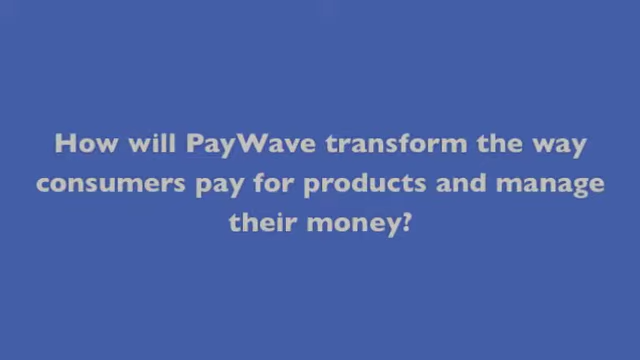 How will PayWave transform the way
consumers pay for products and manage
their money?